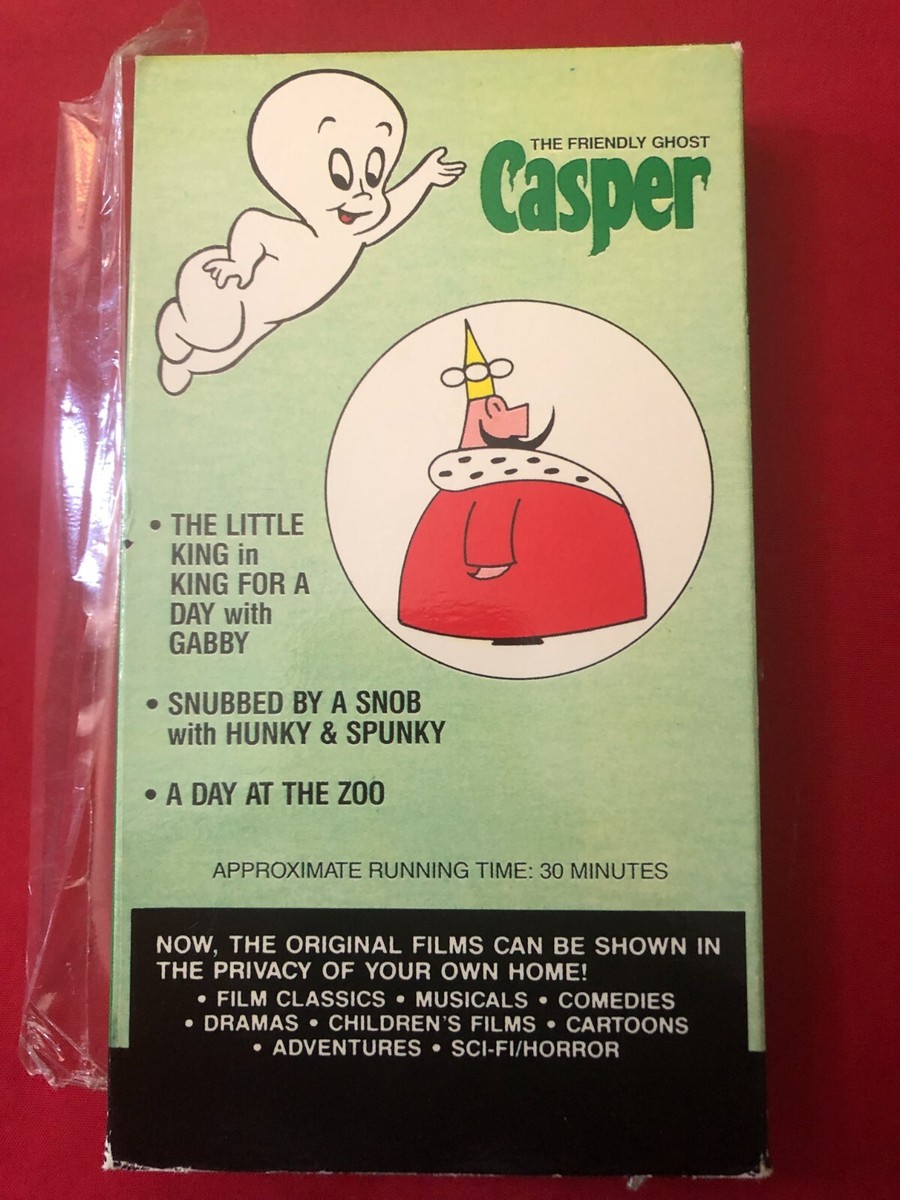 THE FRIENDLY GHOST
Casper
• THE LITTLE
KING in
KING FOR A
DAY with
GABBY
• SNUBBED BY A SNOB
with HUNKY & SPUNKY
• A DAY AT THE ZOO
APPROXIMATE RUNNING TIME: 30 MINUTES
NOW, THE ORIGINAL FILMS CAN BE SHOWN IN
THE PRIVACY OF YOUR OWN HOME!
• FILM CLASSICS • MUSICALS • COMEDIES
• DRAMAS • CHILDREN'S FILMS • CARTOONS
• ADVENTURES • SCI-FI/HORROR